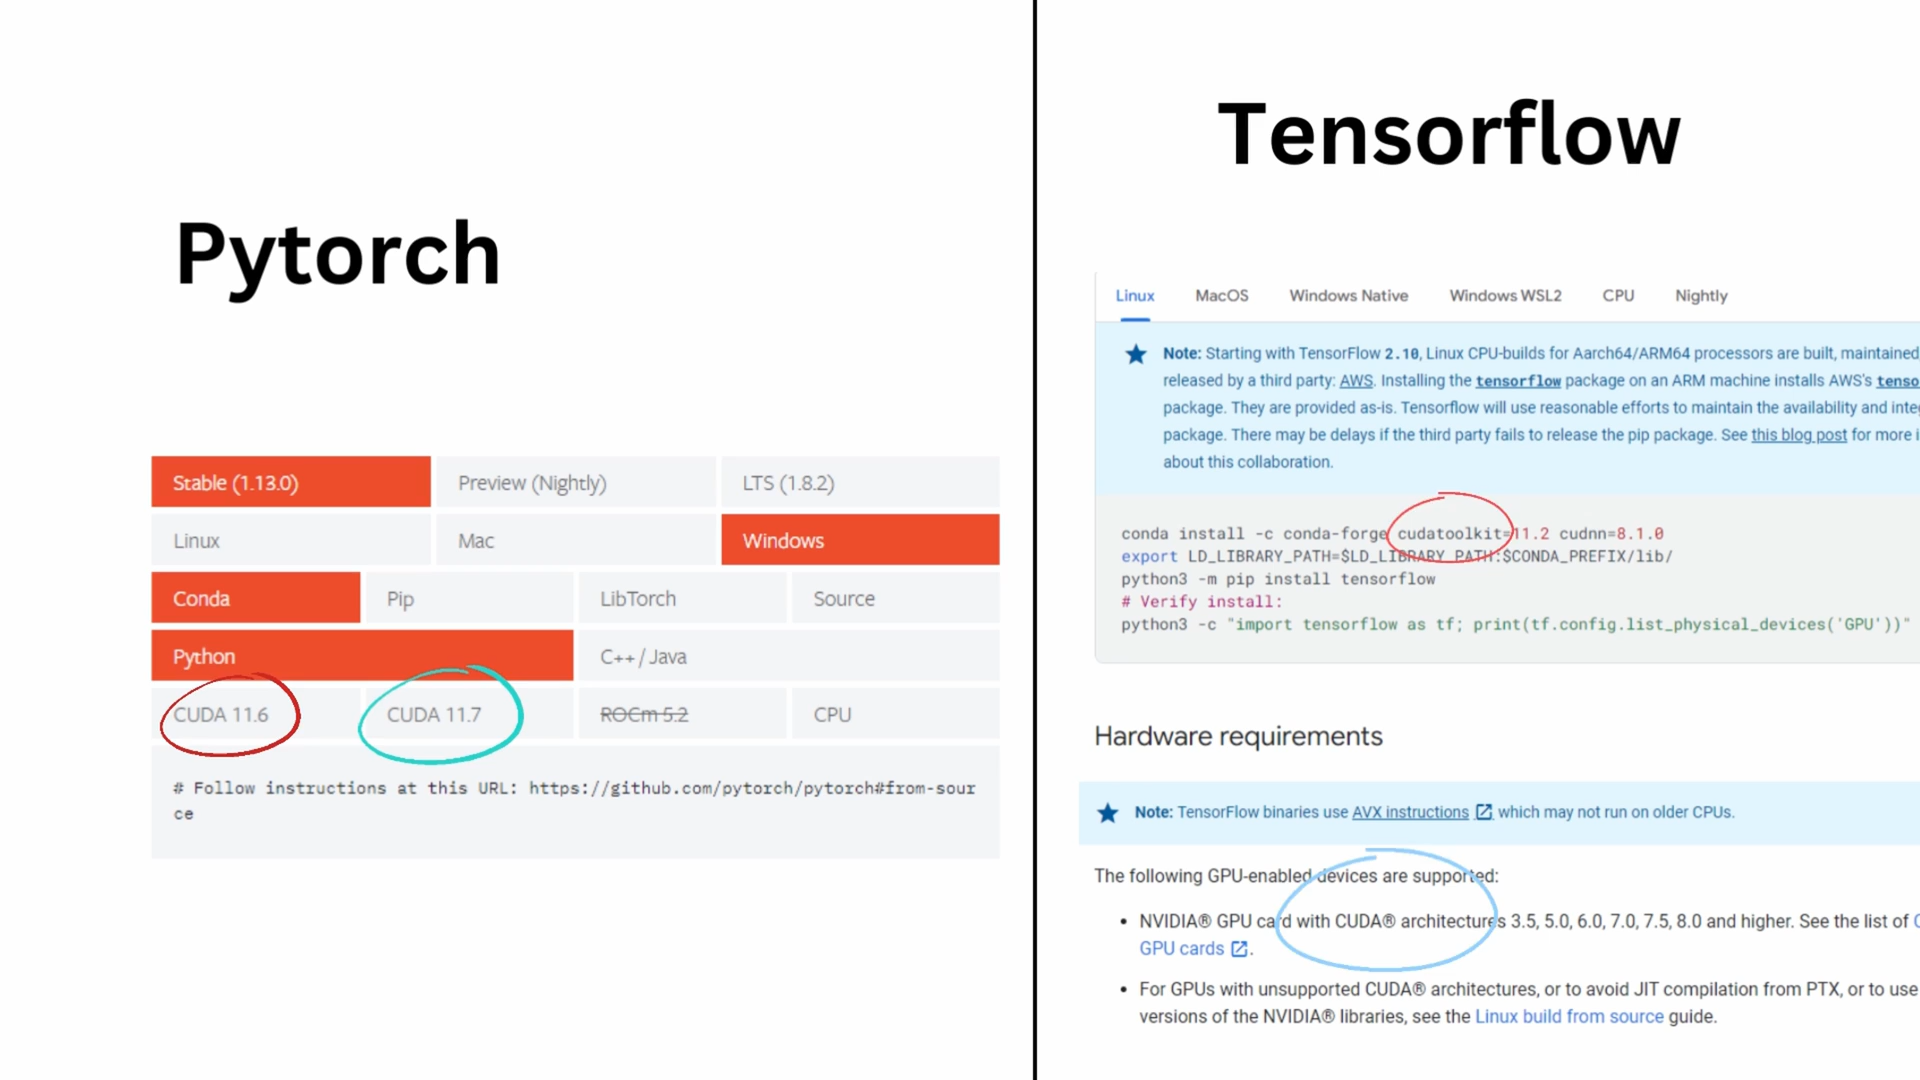 Pytorch
Stable (1.13.0)
Preview (Nightly)
LTS (1.8.2)
Linux
Mac
Windows
Conda
Pip
LibTorch
Source
Python
C++ / Java
CUDA 11.6
CUDA 11.7
ROCm 5.2
CPU
# Follow instructions at this URL: https://github.com/pytorch/pytorch#from-sour
ce
Tensorflow
Linux
MacOS
Windows Native
Windows WSL2
CPU
Nightly
Note: Starting with TensorFlow 2.10, Linux CPU-builds for Aarch64/ARM64 processors are built, maintained,
released by a third party: AWS. Installing the tensorflow package on an ARM machine installs AWS's tenso
package. They are provided as-is. Tensorflow will use reasonable efforts to maintain the availability and inte
package. There may be delays if the third party fails to release the pip package. See this blog post for more i
about this collaboration.
conda install -c conda-forge cudatoolkit=11.2 cudnn=8.1.0
export LD_LIBRARY_PATH=$LD_LIBRARY_PATH:$CONDA_PREFIX/lib/
python3 -m pip install tensorflow
# Verify install:
python3 -c "import tensorflow as tf; print(tf.config.list_physical_devices('GPU'))"
Hardware requirements
Note: TensorFlow binaries use AVX instructions which may not run on older CPUs.
The following GPU-enabled devices are supported:
• NVIDIA® GPU card with CUDA® architectures 3.5, 5.0, 6.0, 7.0, 7.5, 8.0 and higher. See the list of
GPU cards.
• For GPUs with unsupported CUDA® architectures, or to avoid JIT compilation from PTX, or to use
versions of the NVIDIA® libraries, see the Linux build from source guide.